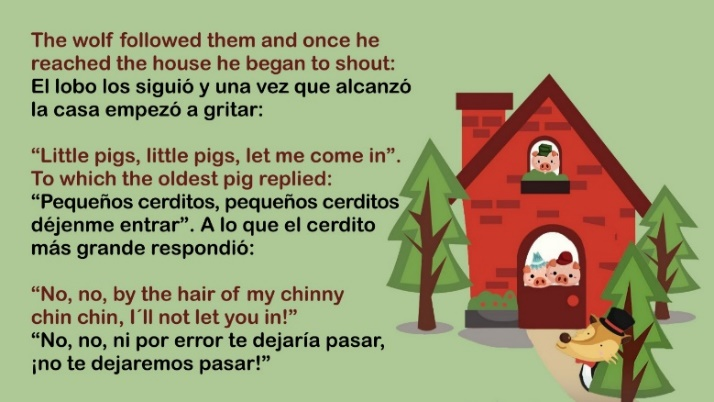 The wolf followed them and once he
reached the house he began to shout:
El lobo los siguió y una vez que alcanzó
la casa empezó a gritar:
“Little pigs, little pigs, let me come in”.
To which the oldest pig replied:
“Pequeños cerditos, pequeños cerditos
déjenme entrar”. A lo que el cerdito
más grande respondió:
“No, no, by the hair of my chinny
chin chin, I´ll not let you in!”
“No, no, ni por error te dejaría pasar,
¡no te dejaremos pasar!”